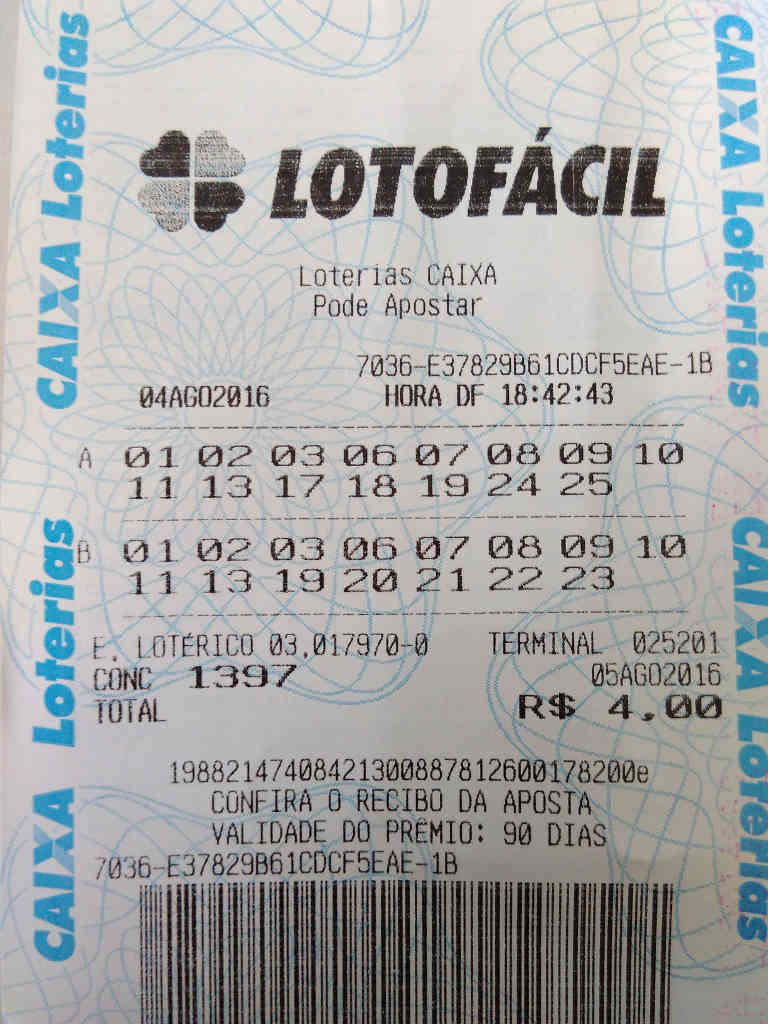 CAIXA Loterias
CAIXA Loterias
CAIXA Loterias
CAIXA Loterias
LOTOFÁCIL
Loterias CAIXA
Pode Apostar
7036-E37829B61CDCF5EAE-1B
04AGO2016 HORA DF 18:42:43
A 01 02 03 06 07 08 09 10
11 13 17 18 19 24 25
B 01 02 03 06 07 08 09 10
11 13 19 20 21 22 23
E. LOTÉRICO 03.017970-0 TERMINAL 025201
CONC 1397 05AGO2016
TOTAL R$ 4,00
19882147408421300887812600178200e
CONFIRA O RECIBO DA APOSTA
VALIDADE DO PRÊMIO: 90 DIAS
7036-E37829B61CDCF5EAE-1B